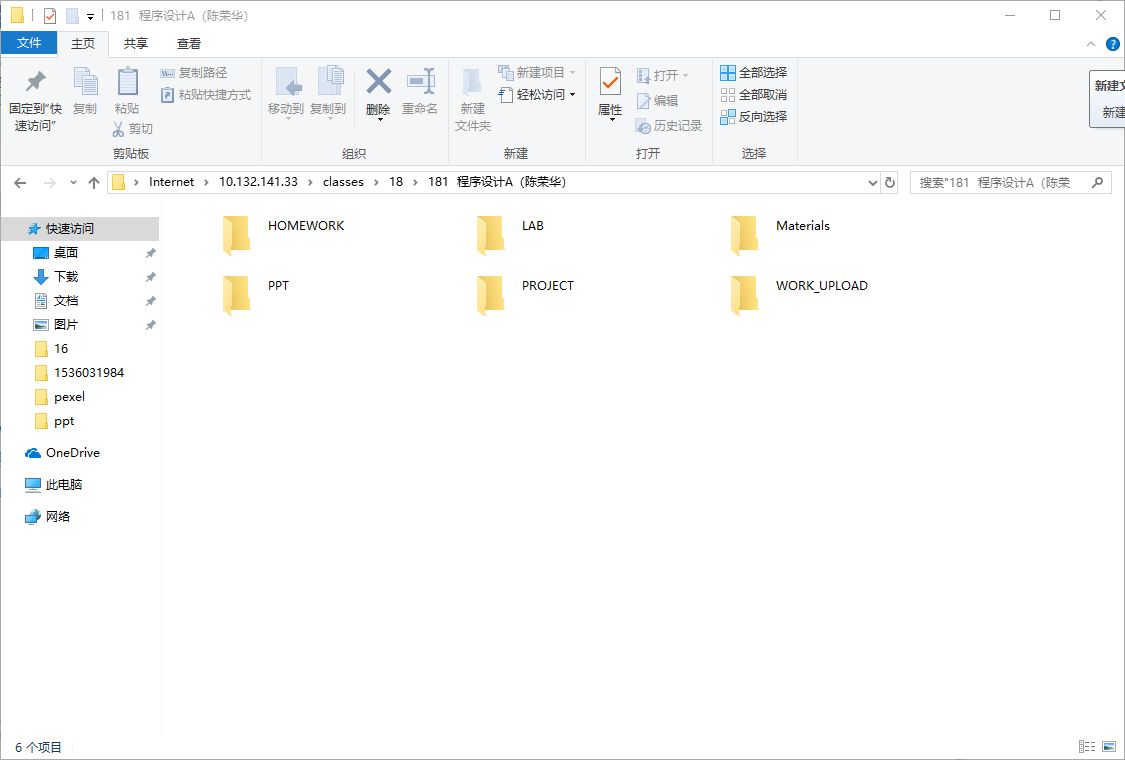 181 程序设计A（陈荣华）
文件 主页 共享 查看
固定到"快速访问"
复制
粘贴
复制路径
粘贴快捷方式
剪切
剪贴板
移动到
复制到
删除
重命名
组织
新建文件夹
新建项目
轻松访问
新建
属性
打开
编辑
历史记录
打开
全部选择
全部取消
反向选择
选择
新建文
新建
Internet 10.132.141.33 classes 18 181 程序设计A（陈荣华）
搜索"181 程序设计A（陈荣
快速访问
桌面
下载
文档
图片
16
1536031984
pexel
ppt
OneDrive
此电脑
网络
HOMEWORK LAB Materials
PPT PROJECT WORK_UPLOAD
6 个项目